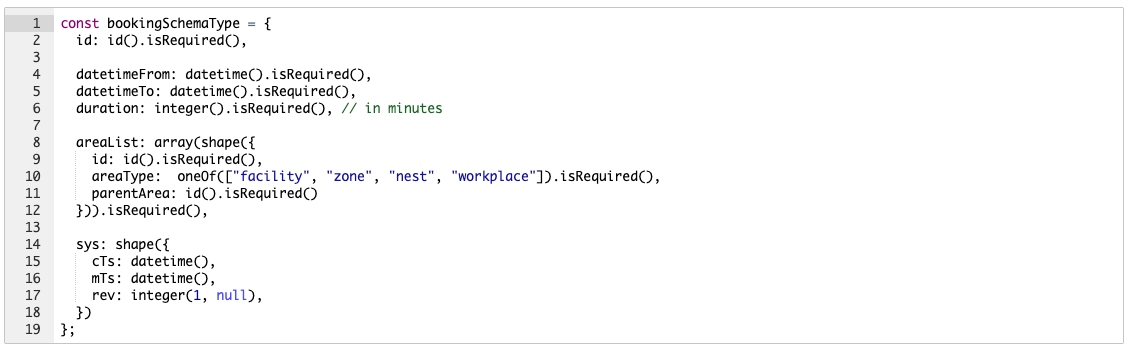 1 const bookingSchemaType = {
2   id: id().isRequired(),
3
4   datetimeFrom: datetime().isRequired(),
5   datetimeTo: datetime().isRequired(),
6   duration: integer().isRequired(), // in minutes
7
8   areaList: array(shape({
9     id: id().isRequired(),
10     areaType:  oneOf(["facility", "zone", "nest", "workplace"]).isRequired(),
11     parentArea: id().isRequired()
12   })).isRequired(),
13
14   sys: shape({
15     cTs: datetime(),
16     mTs: datetime(),
17     rev: integer(1, null),
18   })
19 };